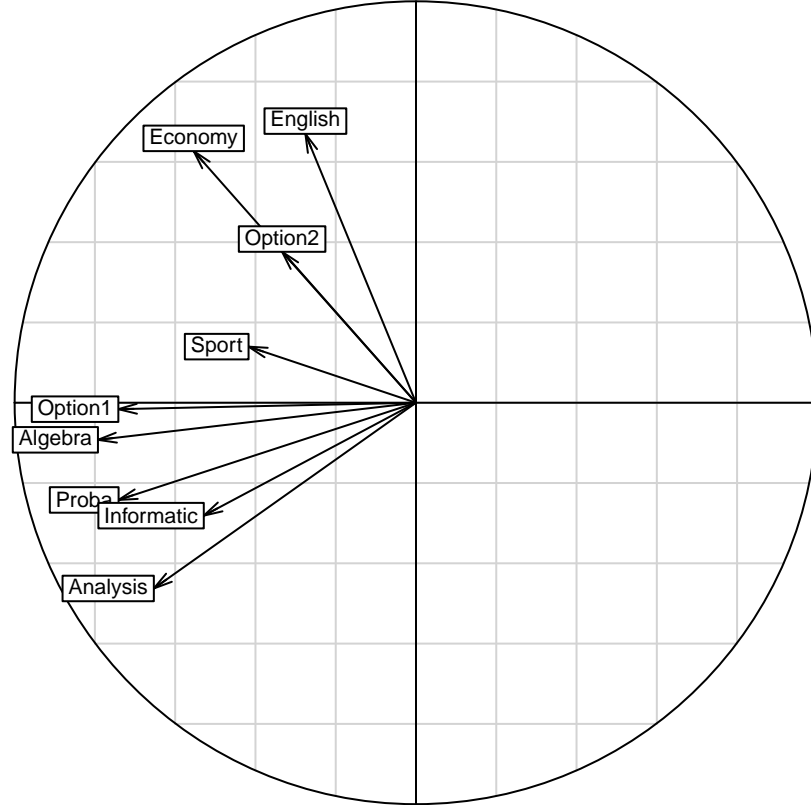 English
Economy
Option2
Sport
Option1
Algebra
Proba
Informatic
Analysis